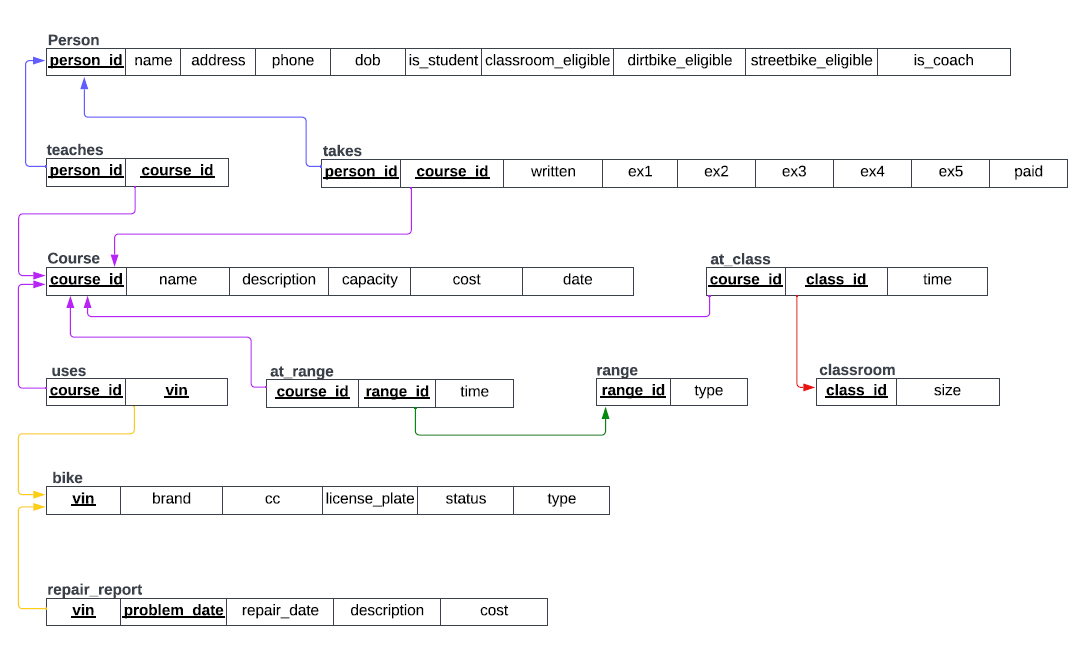 Person
person_id name address phone dob is_student classroom_eligible dirtbike_eligible streetbike_eligible is_coach
teaches
person_id course_id
takes
person_id course_id written ex1 ex2 ex3 ex4 ex5 paid
Course
course_id name description capacity cost date
at_class
course_id class_id time
uses
course_id vin
at_range
course_id range_id time
range
range_id type
classroom
class_id size
bike
vin brand cc license_plate status type
repair_report
vin problem_date repair_date description cost